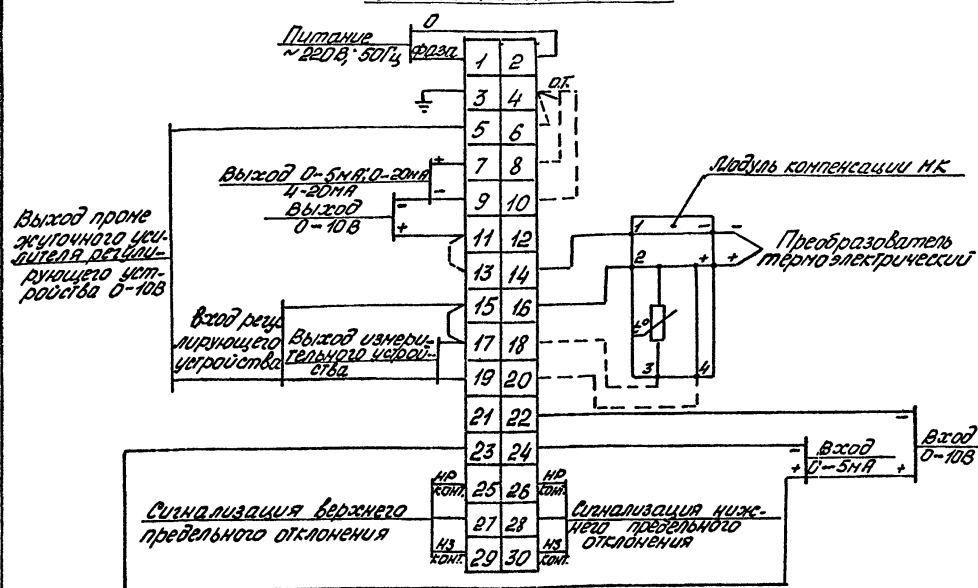 Питание
~220В; 50Гц
0
фаза
1 2
3 4
О.Т.
5 6
7 8
9 10
11 12
13 14
15 16
17 18
19 20
21 22
23 24
25 26
27 28
29 30
+
Выход 0-5мА; 0-20мА
4-20мА
-
Выход
0-10В
-
+
Выход проме
жуточного уси-
лителя регули-
рующего уст-
ройства 0-10В
Вход регу
лирующего
устройства
Выход измери-
тельного устрой-
ства
Модуль компенсации МК
1 - -
2 + +
t°
3 4
Преобразователь
термоэлектрический
-
Вход
0-10В
+
-
Вход
0-5мА
+
НР
конт.
НР
конт.
Сигнализация верхнего
предельного отклонения
Сигнализация ниж-
него предельного
отклонения
НЗ
конт.
НЗ
конт.